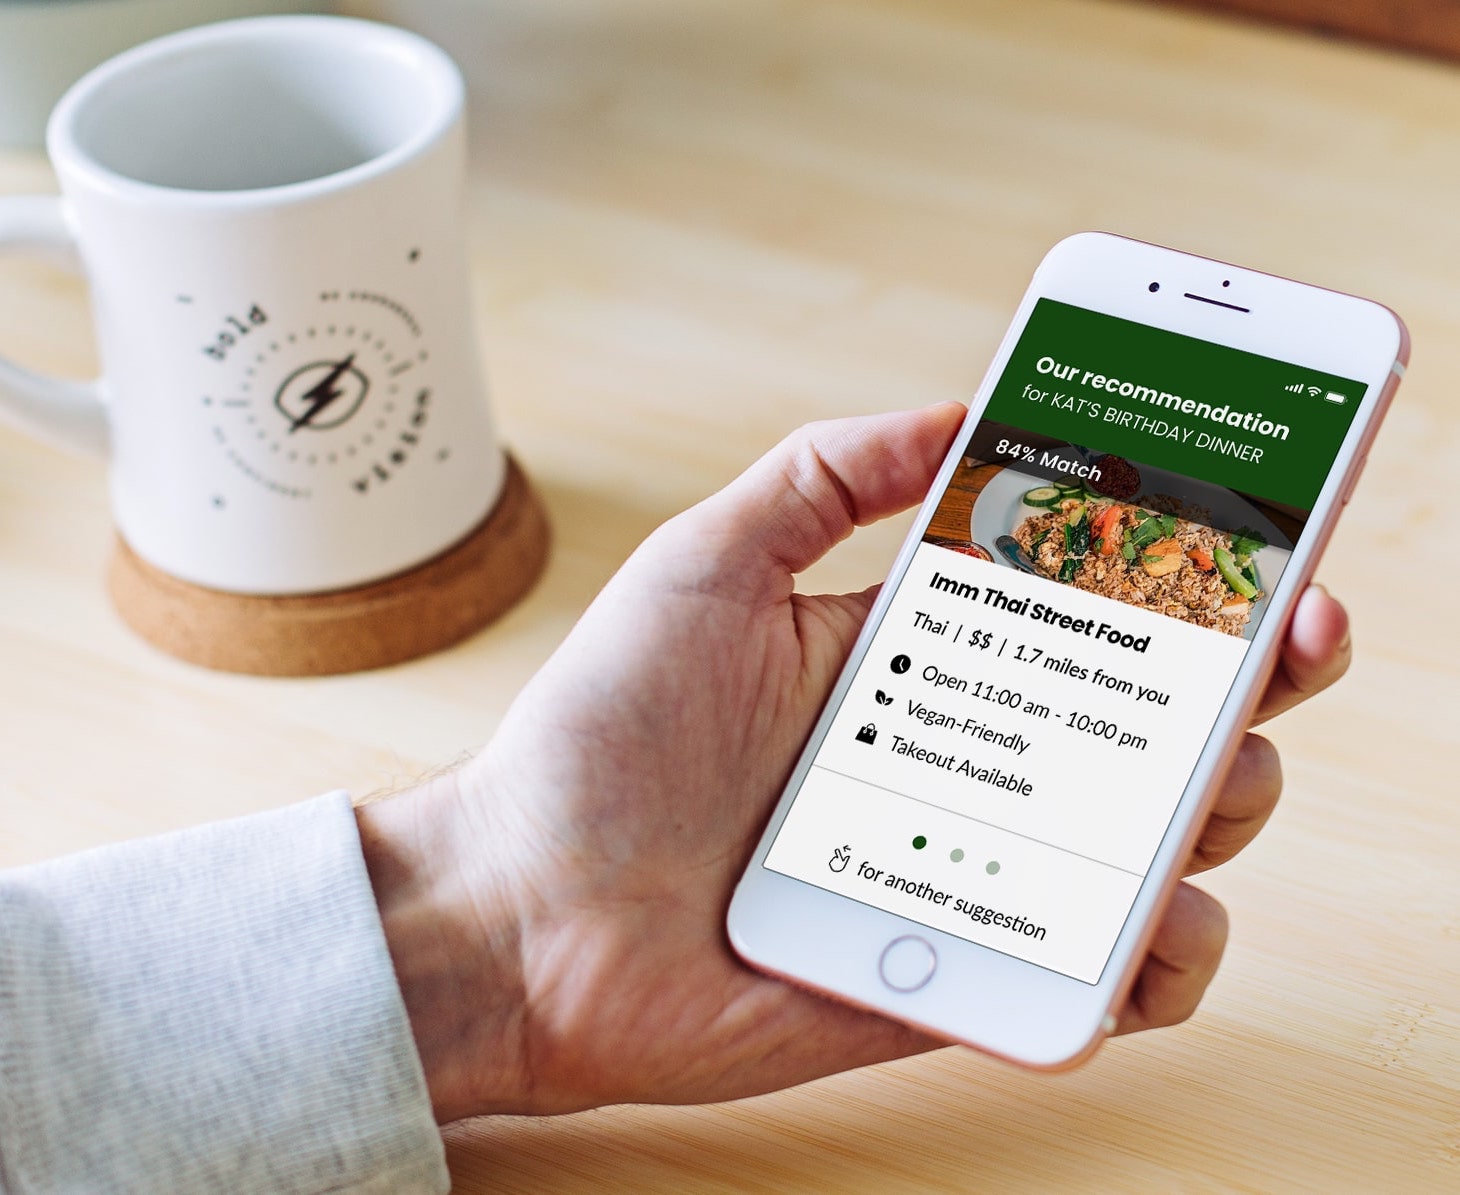 bold
vision
Our recommendation
for KAT'S BIRTHDAY DINNER
84% Match
Imm Thai Street Food
Thai | $$ | 1.7 miles from you
Open 11:00 am - 10:00 pm
Vegan-Friendly
Takeout Available
for another suggestion